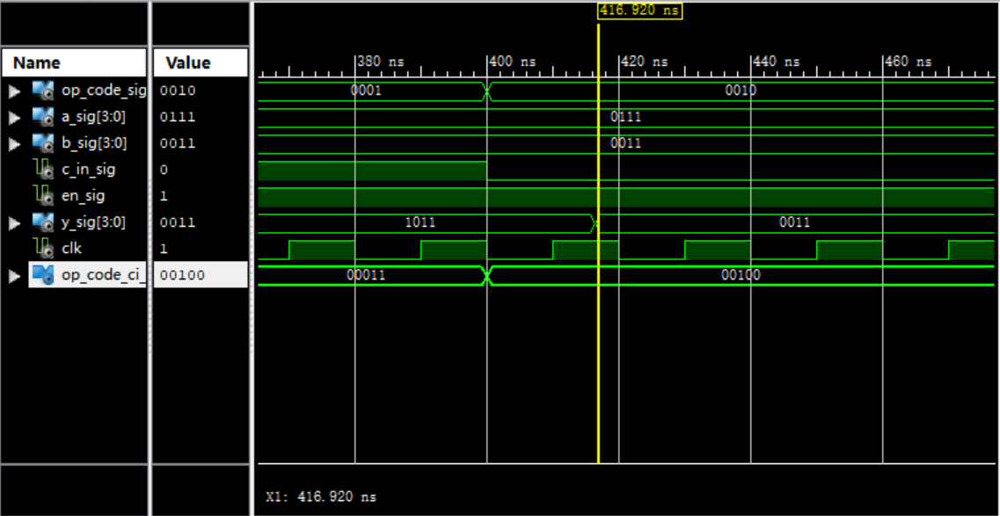 416.920 ns
Name Value
380 ns 400 ns 420 ns 440 ns 460 ns
op_code_sig 0010 0001 0010
a_sig[3:0] 0111 0111
b_sig[3:0] 0011 0011
c_in_sig 0
en_sig 1
y_sig[3:0] 0011 1011 0011
clk 1
op_code_ci_ 00100 00011 00100
X1: 416.920 ns